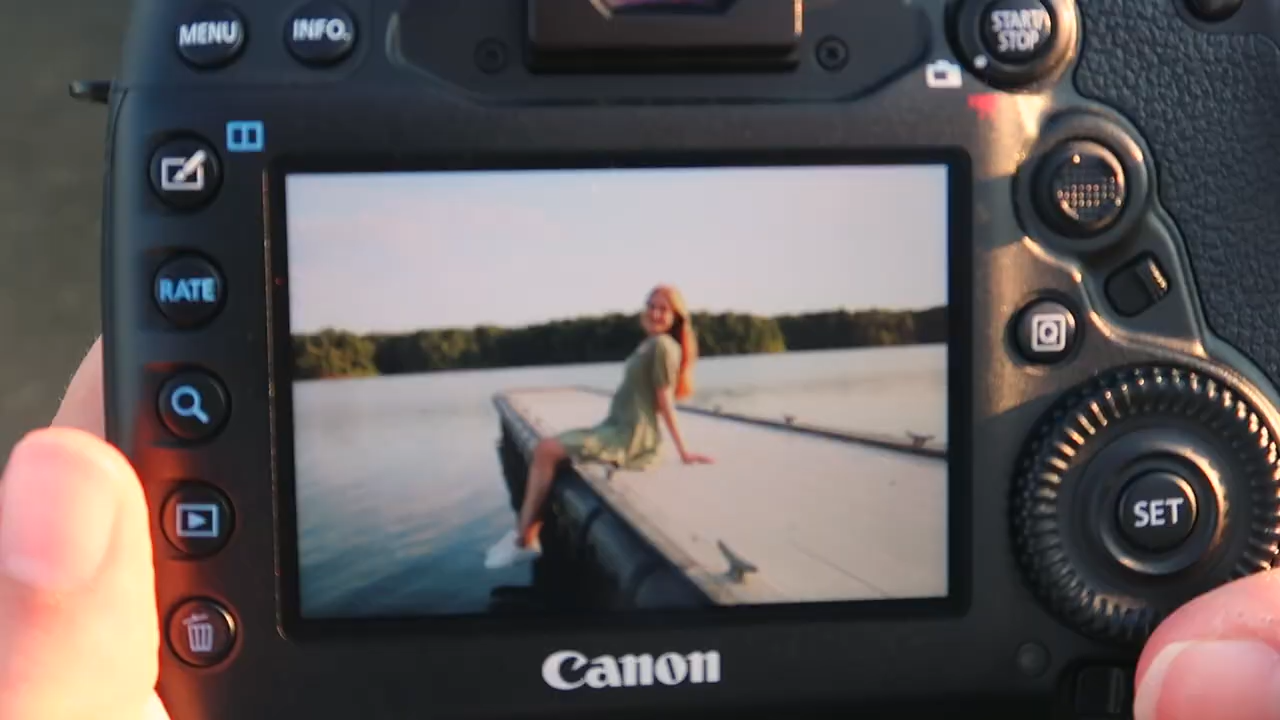 MENU
INFO.
START/
STOP
RATE
SET
Canon